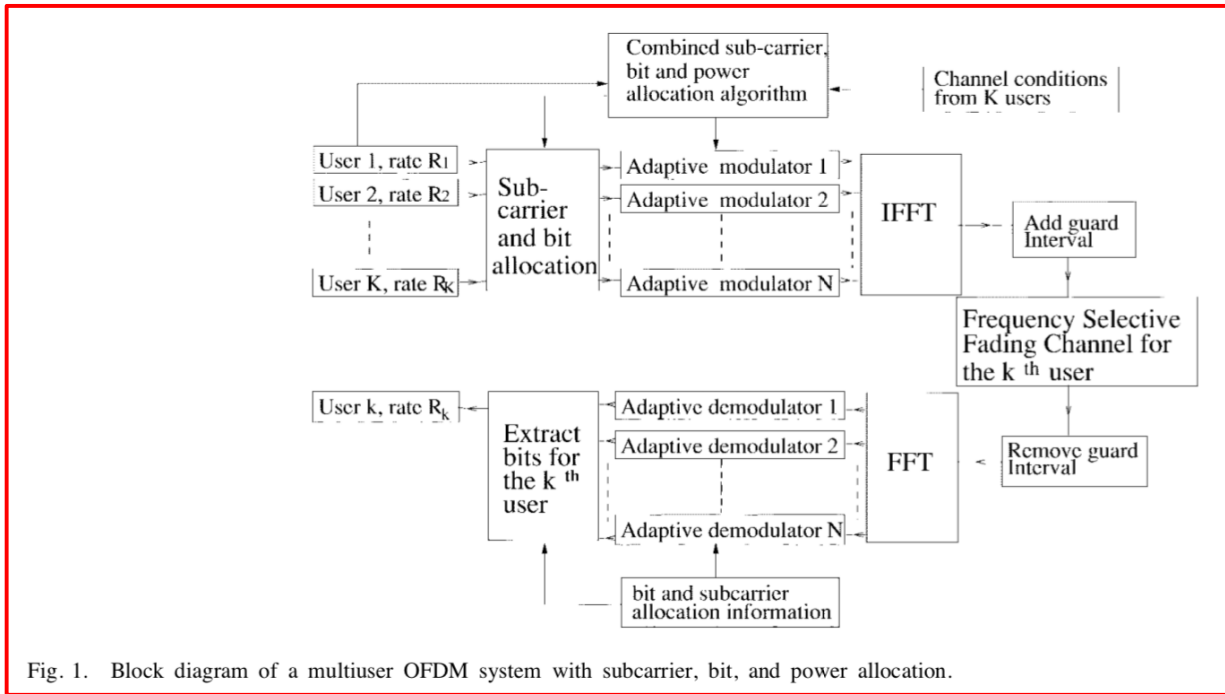 Combined sub-carrier,
bit and power
allocation algorithm
Channel conditions
from K users
User 1, rate R1
User 2, rate R2
User K, rate RK
Sub-
carrier
and bit
allocation
Adaptive modulator 1
Adaptive modulator 2
Adaptive modulator N
IFFT
Add guard
Interval
Frequency Selective
Fading Channel for
the k th user
Remove guard
Interval
FFT
Adaptive demodulator 1
Adaptive demodulator 2
Adaptive demodulator N
Extract
bits for
the k th
user
User k, rate Rk
bit and subcarrier
allocation information
Fig. 1. Block diagram of a multiuser OFDM system with subcarrier, bit, and power allocation.